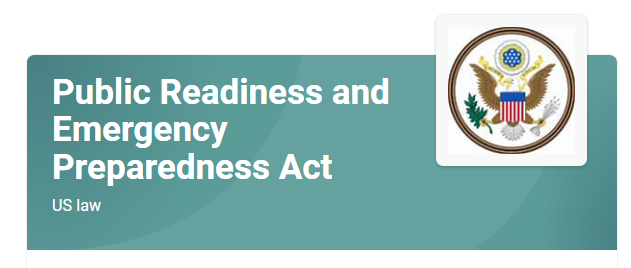 Public Readiness and
Emergency
Preparedness Act
US law